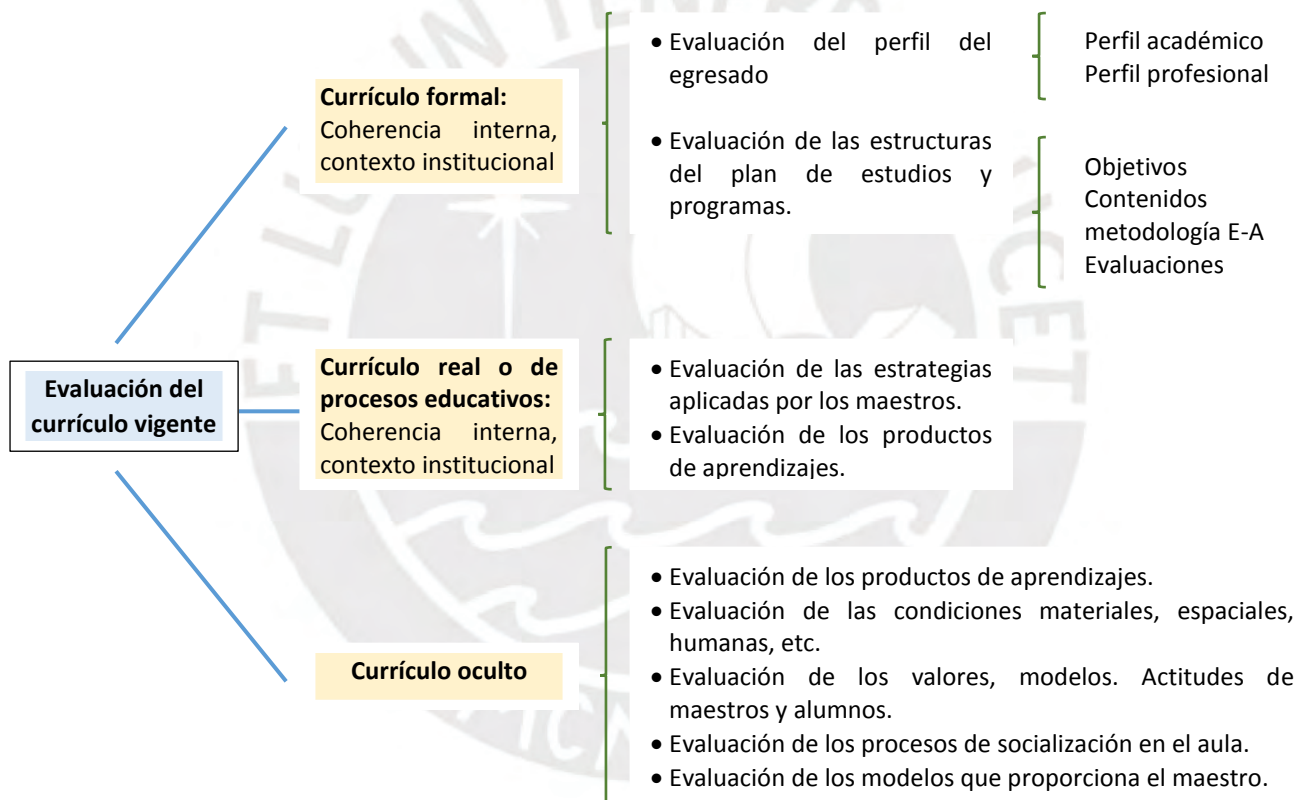 Evaluación del
currículo vigente
Currículo formal:
Coherencia interna,
contexto institucional
• Evaluación del perfil del
egresado
Perfil académico
Perfil profesional
• Evaluación de las estructuras
del plan de estudios y
programas.
Objetivos
Contenidos
metodología E-A
Evaluaciones
Currículo real o de
procesos educativos:
Coherencia interna,
contexto institucional
• Evaluación de las estrategias
aplicadas por los maestros.
• Evaluación de los productos
de aprendizajes.
Currículo oculto
• Evaluación de los productos de aprendizajes.
• Evaluación de las condiciones materiales, espaciales,
humanas, etc.
• Evaluación de los valores, modelos. Actitudes de
maestros y alumnos.
• Evaluación de los procesos de socialización en el aula.
• Evaluación de los modelos que proporciona el maestro.